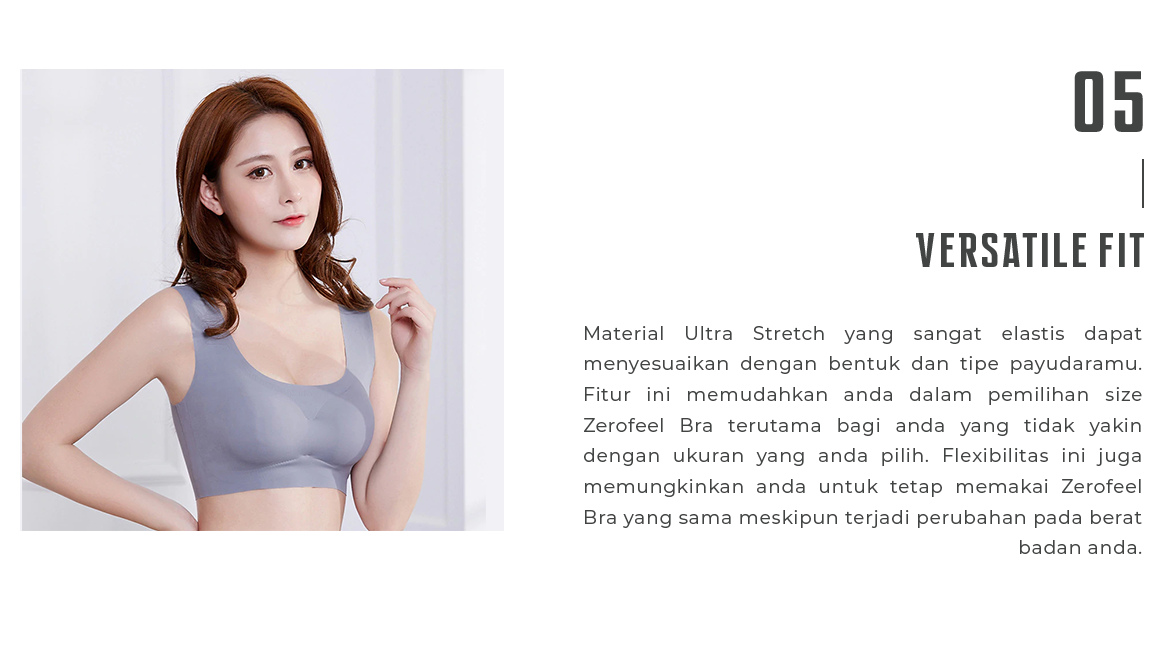 05
VERSATILE FIT
Material Ultra Stretch yang sangat elastis dapat
menyesuaikan dengan bentuk dan tipe payudaramu.
Fitur ini memudahkan anda dalam pemilihan size
Zerofeel Bra terutama bagi anda yang tidak yakin
dengan ukuran yang anda pilih. Flexibilitas ini juga
memungkinkan anda untuk tetap memakai Zerofeel
Bra yang sama meskipun terjadi perubahan pada berat
badan anda.